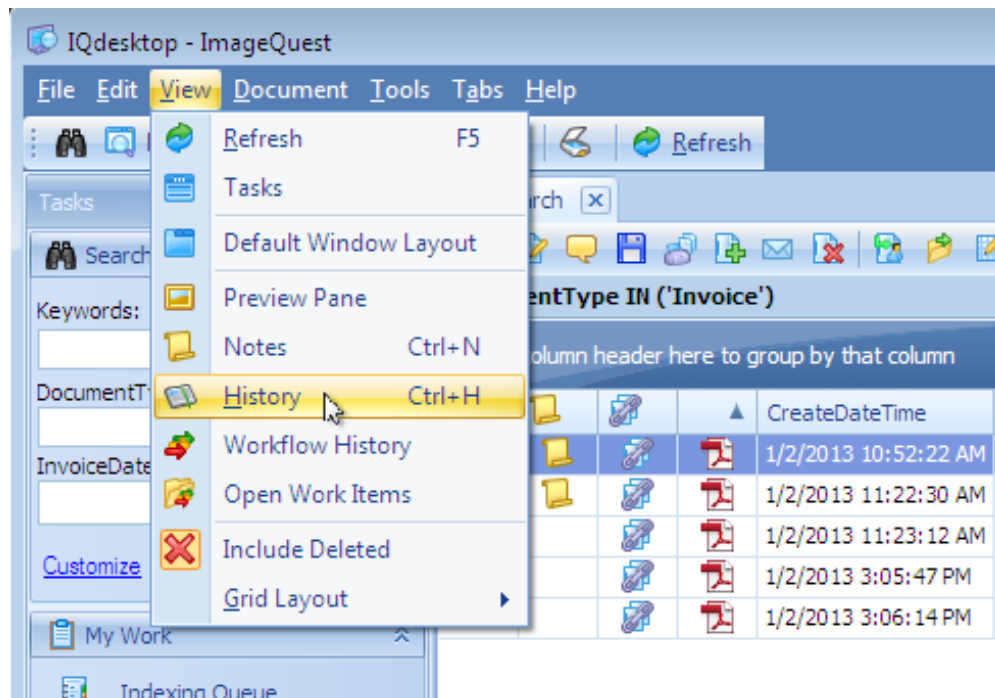 IQdesktop - ImageQuest
File Edit View Document Tools Tabs Help
Refresh
Refresh F5
Tasks
Default Window Layout
Preview Pane
Notes Ctrl+N
History Ctrl+H
Workflow History
Open Work Items
Include Deleted
Grid Layout
Tasks
Search
Keywords:
DocumentTy
InvoiceDate
Customize
My Work
Indexing Queue
rch
entType IN ('Invoice')
olumn header here to group by that column
CreateDateTime
1/2/2013 10:52:22 AM
1/2/2013 11:22:30 AM
1/2/2013 11:23:12 AM
1/2/2013 3:05:47 PM
1/2/2013 3:06:14 PM